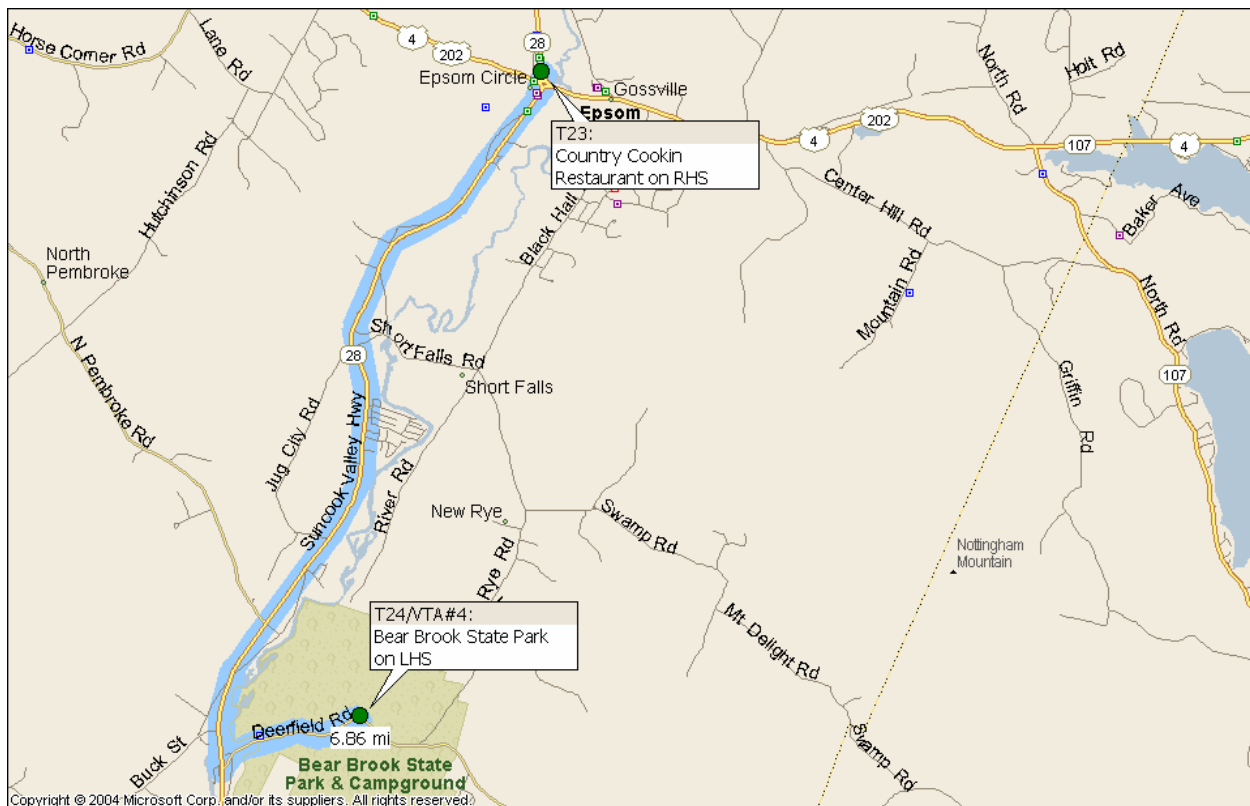 Horse Corner Rd
Lane Rd
4
202
28
Epsom Circle
Gossville
Epsom
T23:
Country Cookin
Restaurant on RHS
4
202
North Rd
Holt Rd
107
4
Hutchinson Rd
Black Hall
Center Hill Rd
Baker Ave
Mountain Rd
North
Pembroke
North Rd
Short Falls Rd
28
Short Falls
107
N Pembroke Rd
Griffin Rd
Jug City Rd
Suncook Valley Hwy
River Rd
New Rye
Swamp Rd
Rye Rd
Nottingham
Mountain
T24/VTA#4:
Bear Brook State Park
on LHS
Mt Delight Rd
Deerfield Rd
6.86 mi
Buck St
Bear Brook State
Park & Campground
Swamp Rd
Copyright © 2004 Microsoft Corp. and/or its suppliers. All rights reserved.